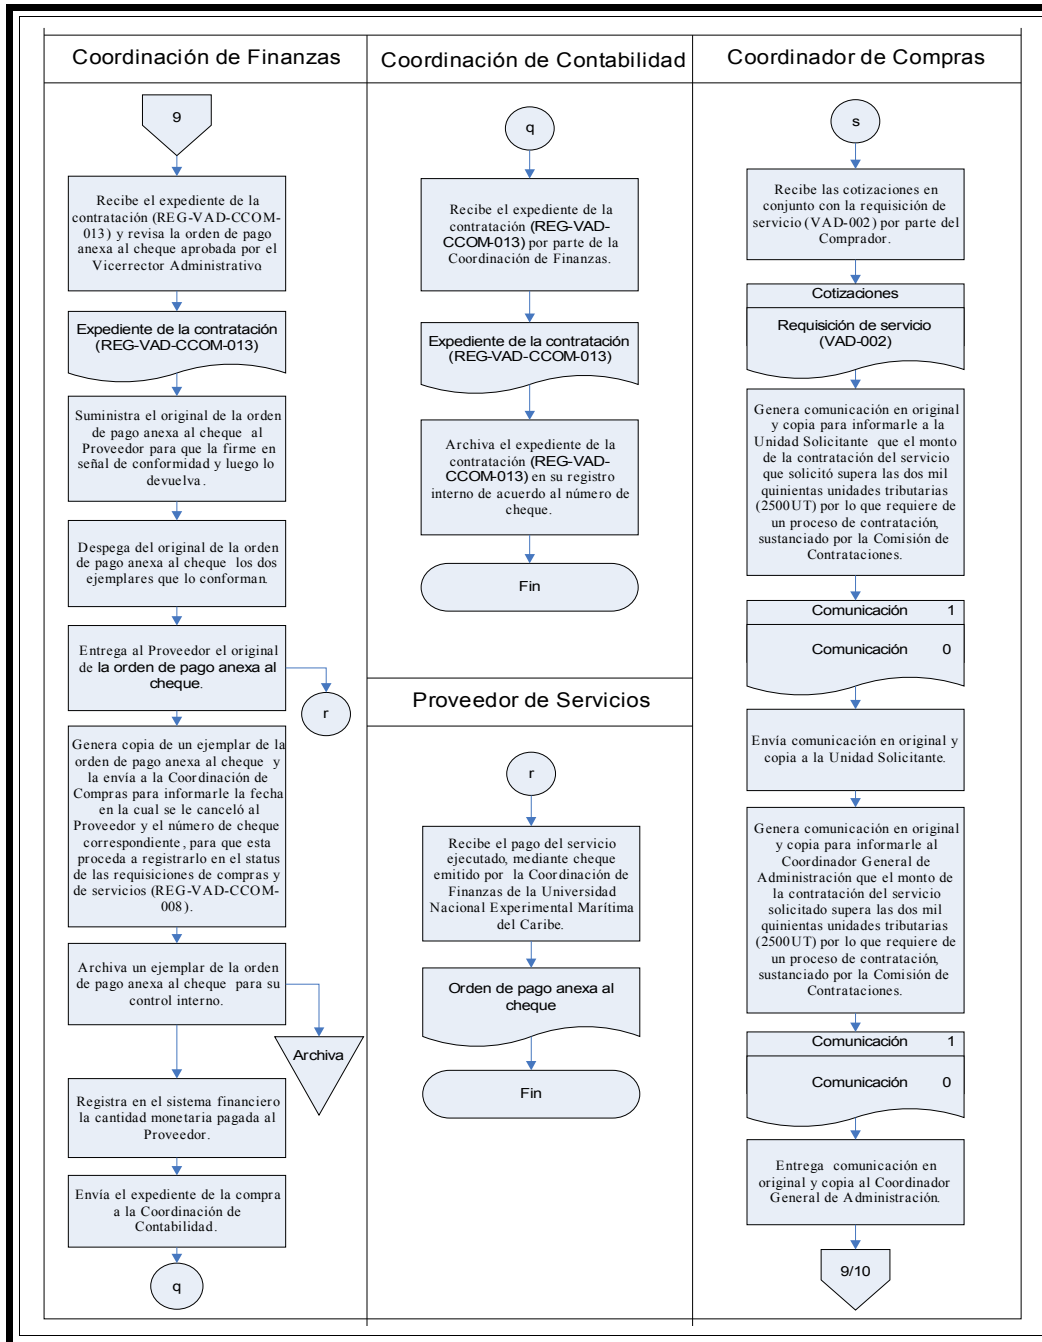 Coordinación de Finanzas
9
Recibe el expediente de la
contratación (REG-VAD-CCOM-
013) y revisa la orden de pago
anexa al cheque aprobada por el
Vicerrector Administrativo.
Expediente de la contratación
(REG-VAD-CCOM-013)
Suministra el original de la orden
de pago anexa al cheque al
Proveedor para que la firme en
señal de conformidad y luego lo
devuelva.
Despega del original de la orden
de pago anexa al cheque los dos
ejemplares que lo conforman.
Entrega al Proveedor el original
de la orden de pago anexa al
cheque.
r
Genera copia de un ejemplar de la
orden de pago anexa al cheque y
la envía a la Coordinación de
Compras para informarle la fecha
en la cual se le canceló al
Proveedor y el número de cheque
correspondiente, para que esta
proceda a registrarlo en el status
de las requisiciones de compras y
de servicios (REG-VAD-CCOM-
008).
Archiva un ejemplar de la orden
de pago anexa al cheque para su
control interno.
Archiva
Registra en el sistema financiero
la cantidad monetaria pagada al
Proveedor.
Envía el expediente de la compra
a la Coordinación de
Contabilidad.
q
Coordinación de Contabilidad
q
Recibe el expediente de la
contratación (REG-VAD-
CCOM-013) por parte de la
Coordinación de Finanzas.
Expediente de la contratación
(REG-VAD-CCOM-013)
Archiva el expediente de la
contratación (REG-VAD-
CCOM-013) en su registro
interno de acuerdo al número de
cheque.
Fin
Proveedor de Servicios
r
Recibe el pago del servicio
ejecutado, mediante cheque
emitido por la Coordinación de
Finanzas de la Universidad
Nacional Experimental Marítima
del Caribe.
Orden de pago anexa al
cheque
Fin
Coordinador de Compras
s
Recibe las cotizaciones en
conjunto con la requisición de
servicio (VAD-002) por parte del
Comprador.
Cotizaciones
Requisición de servicio
(VAD-002)
Genera comunicación en original
y copia para informarle a la
Unidad Solicitante que el monto
de la contratación del servicio
que solicitó supera las dos mil
quinientas unidades tributarias
(2500UT) por lo que requiere de
un proceso de contratación,
sustanciado por la Comisión de
Contrataciones.
Comunicación 1
Comunicación 0
Envía comunicación en original y
copia a la Unidad Solicitante.
Genera comunicación en original
y copia para informarle al
Coordinador General de
Administración que el monto de
la contratación del servicio
solicitado supera las dos mil
quinientas unidades tributarias
(2500UT) por lo que requiere de
un proceso de contratación,
sustanciado por la Comisión de
Contrataciones.
Comunicación 1
Comunicación 0
Entrega comunicación en
original y copia al Coordinador
General de Administración.
9/10